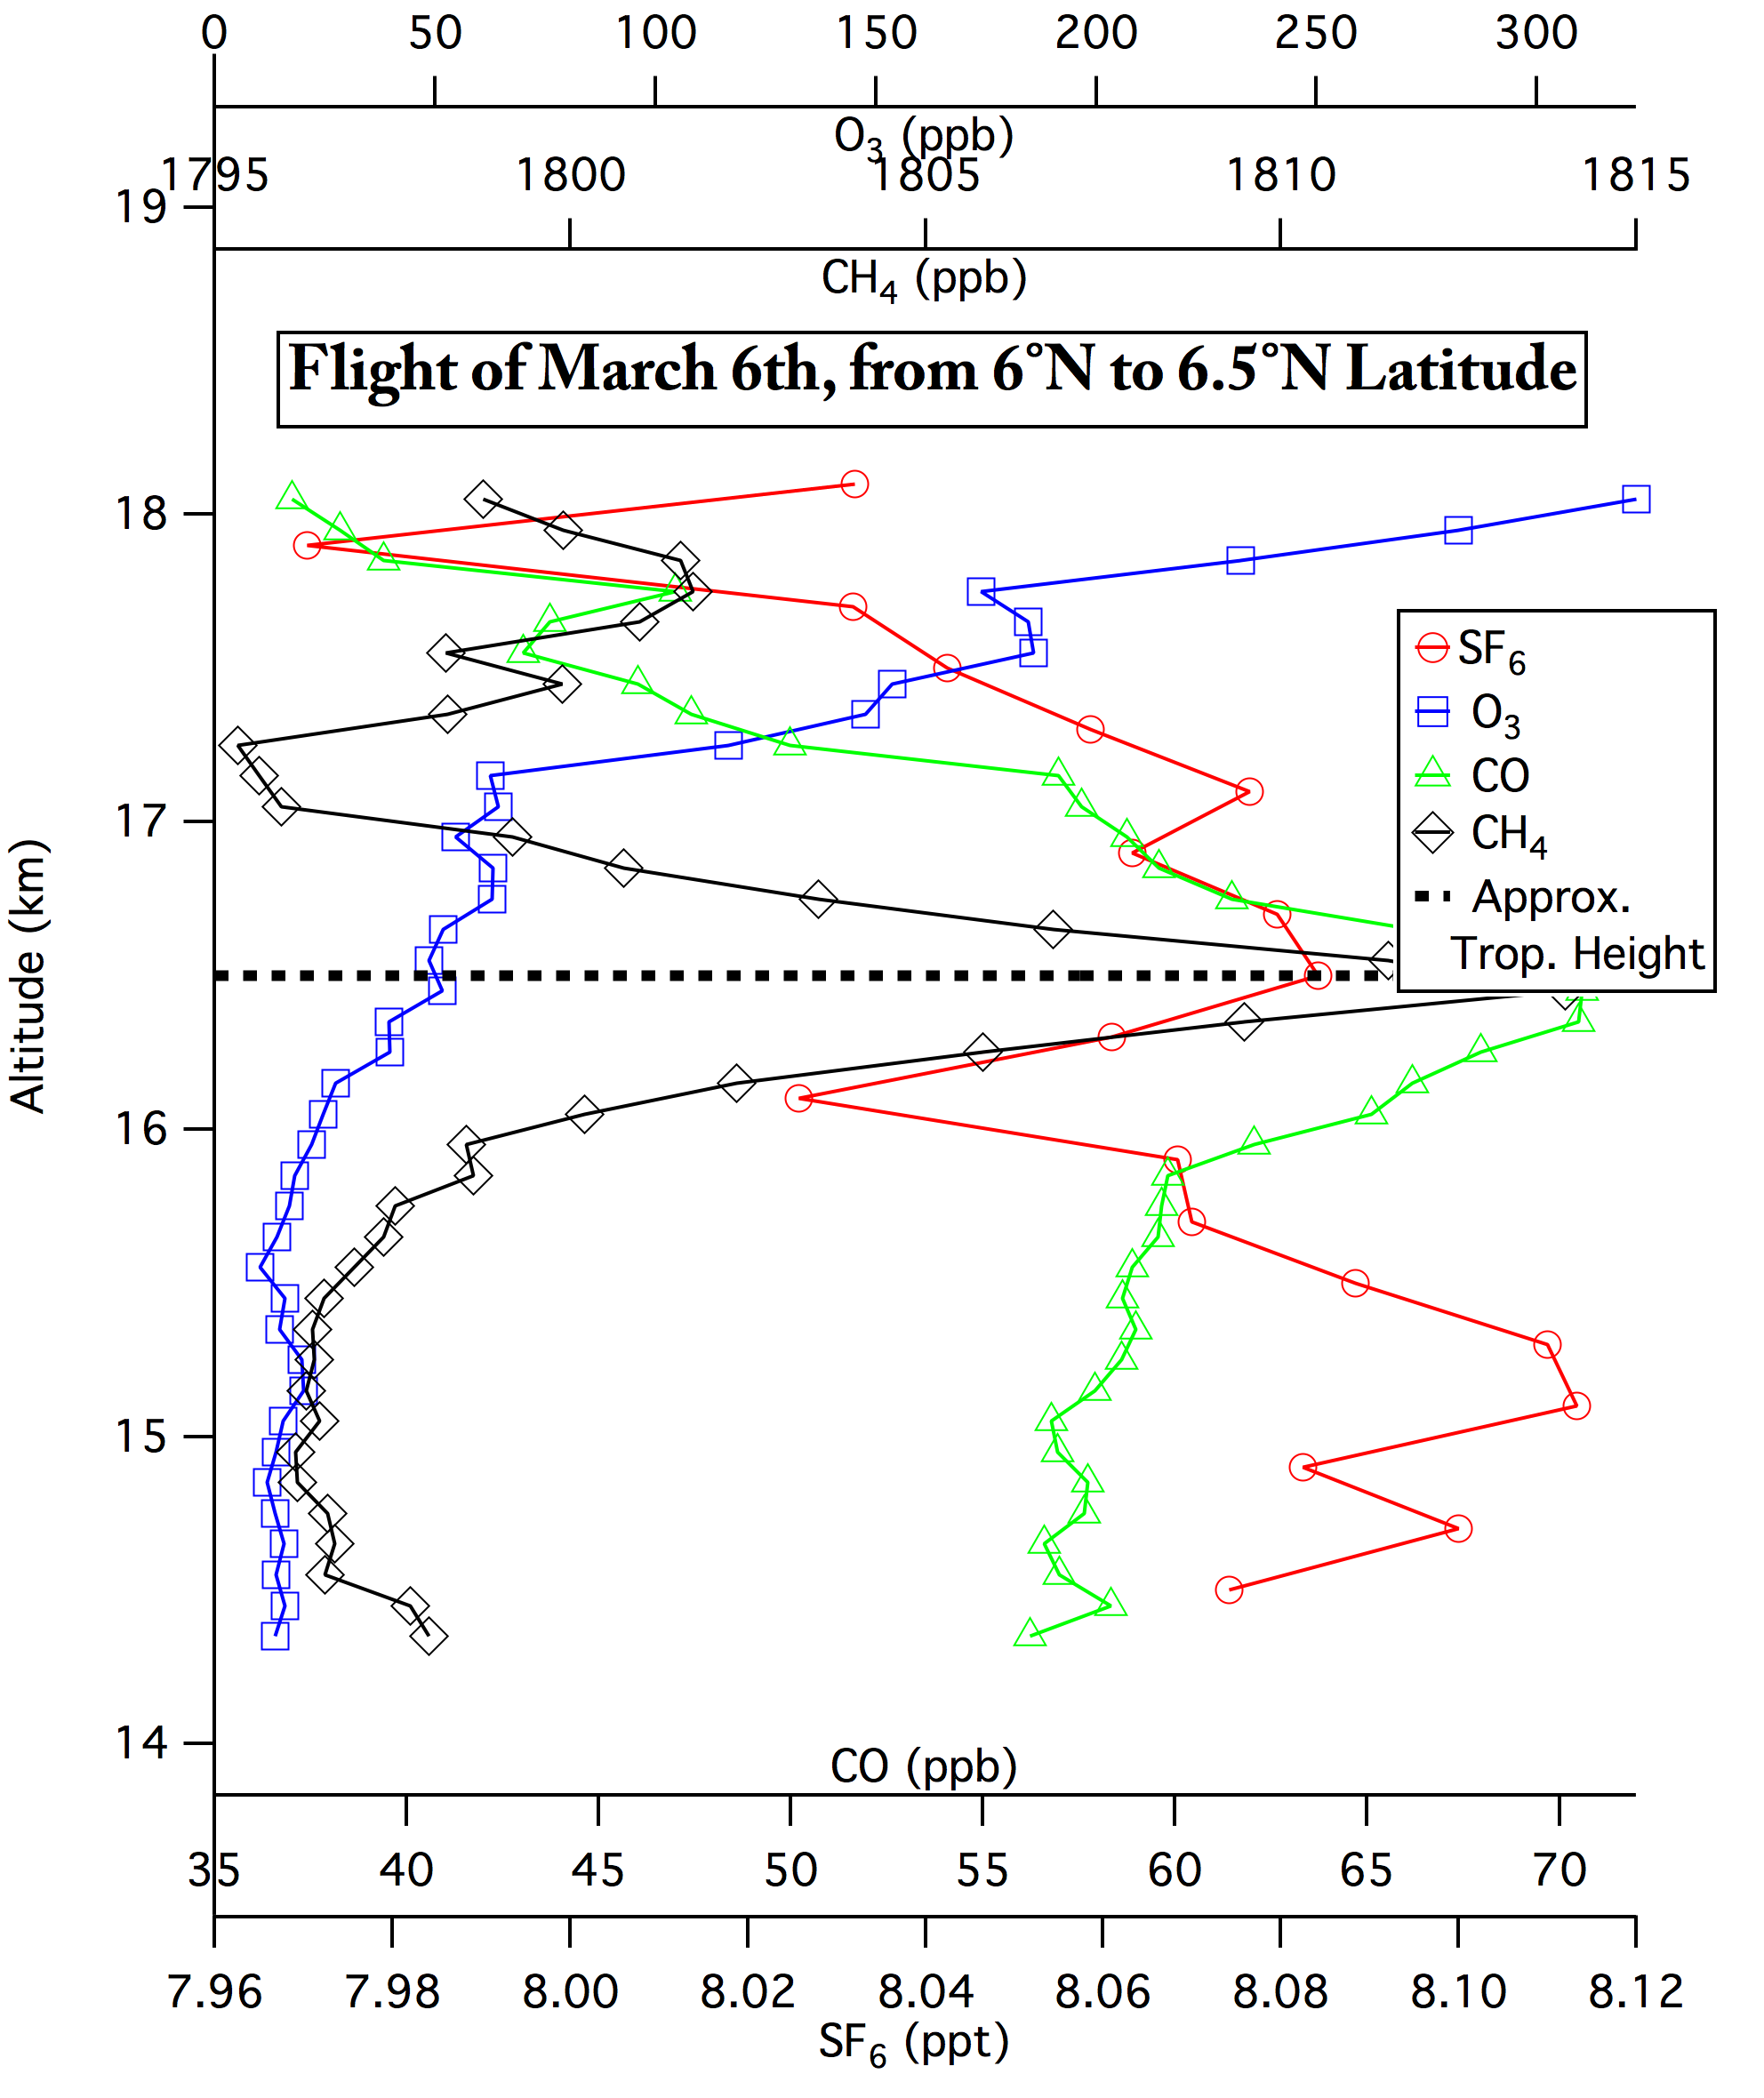 0 50 100 150 200 250 300
O3 (ppb)
1795 1800 1805 1810 1815
CH4 (ppb)
Flight of March 6th, from 6°N to 6.5°N Latitude
19
18
17
16
15
14
Altitude (km)
SF6
O3
CO
CH4
Approx.
Trop. Height
CO (ppb)
35 40 45 50 55 60 65 70
7.96 7.98 8.00 8.02 8.04 8.06 8.08 8.10 8.12
SF6 (ppt)